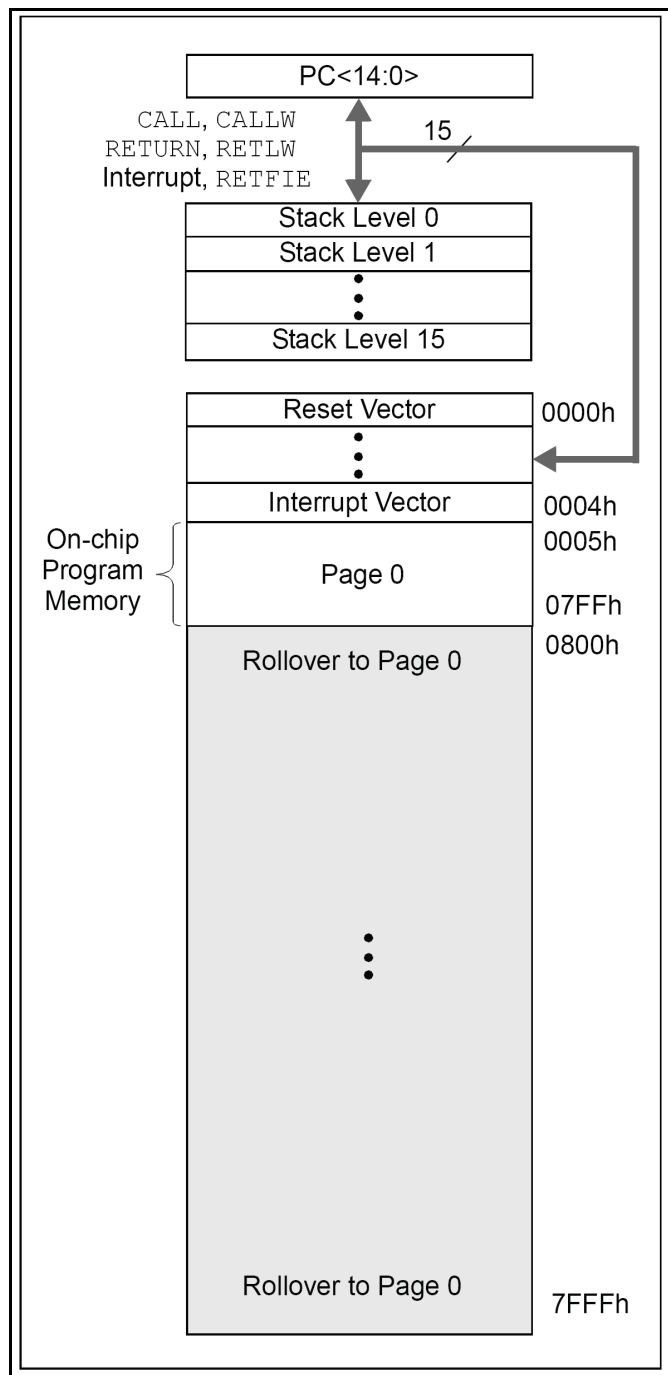 PC<14:0>
CALL, CALLW
RETURN, RETLW
Interrupt, RETFIE
15
Stack Level 0
Stack Level 1
Stack Level 15
Reset Vector
0000h
Interrupt Vector
0004h
On-chip
Program
Memory
Page 0
0005h
07FFh
0800h
Rollover to Page 0
Rollover to Page 0
7FFFh